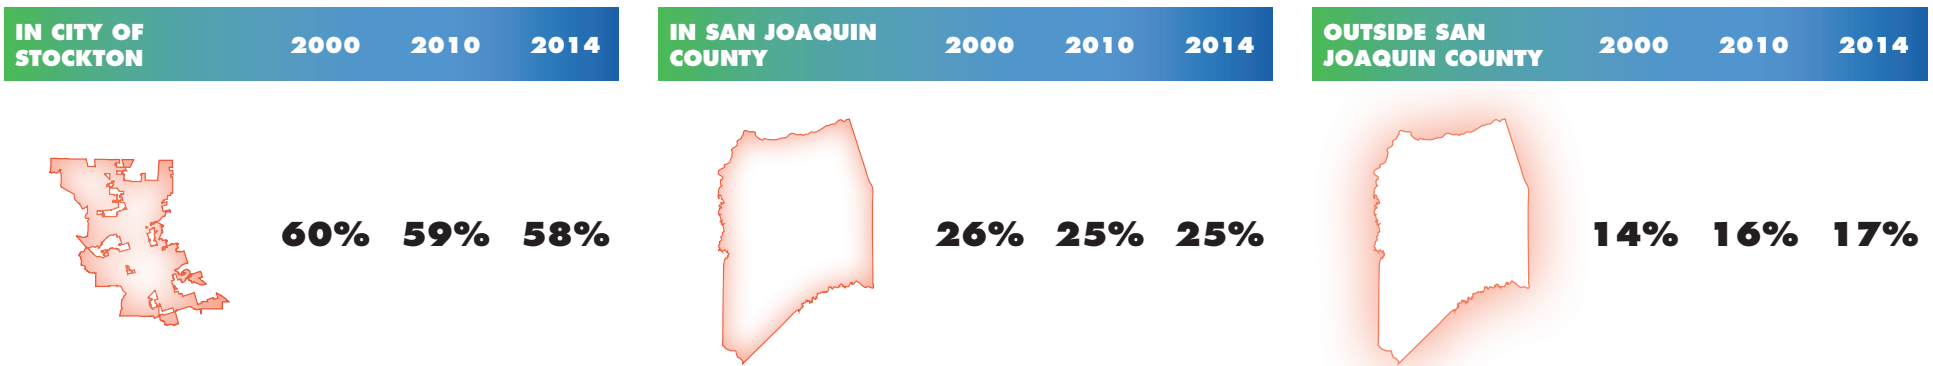 IN CITY OF
STOCKTON
2000 2010 2014
60% 59% 58%
IN SAN JOAQUIN
COUNTY
2000 2010 2014
26% 25% 25%
OUTSIDE SAN
JOAQUIN COUNTY
2000 2010 2014
14% 16% 17%